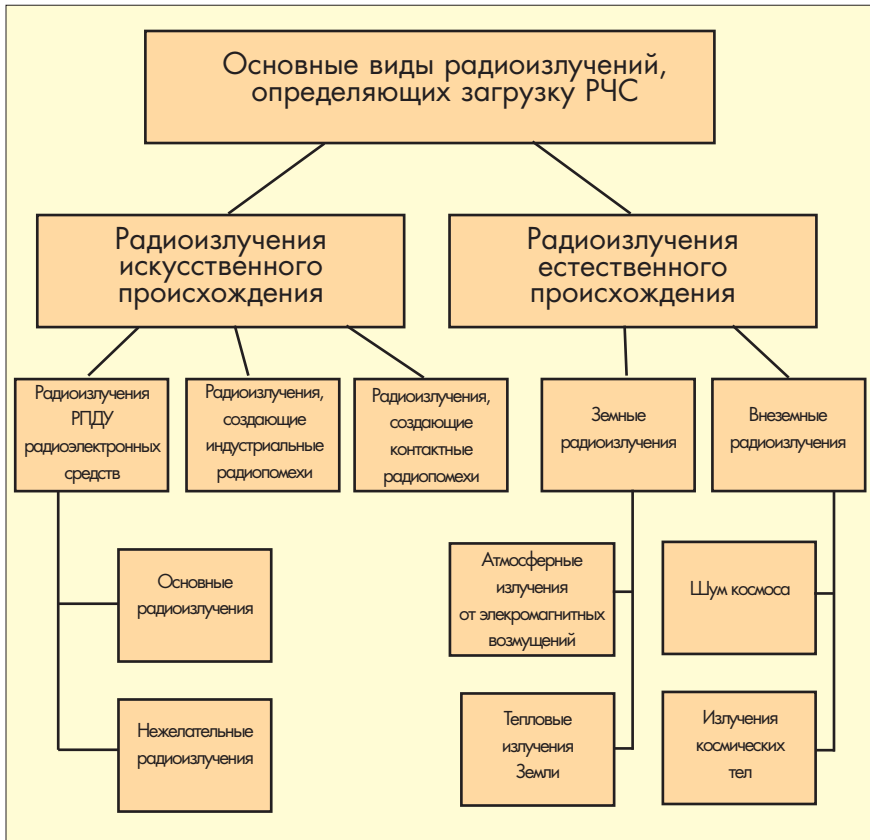 Основные виды радиоизлучений,
определяющих загрузку РЧС
Радиоизлучения
искусственного
происхождения
Радиоизлучения
естественного
происхождения
Радиоизлучения
РПДУ
радиоэлектронных
средств
Радиоизлучения,
создающие
индустриальные
радиопомехи
Радиоизлучения,
создающие
контактные
радиопомехи
Земные
радиоизлучения
Внеземные
радиоизлучения
Основные
радиоизлучения
Атмосферные
излучения
от элекромагнитных
возмущений
Шум космоса
Нежелательные
радиоизлучения
Тепловые
излучения
Земли
Излучения
космических
тел